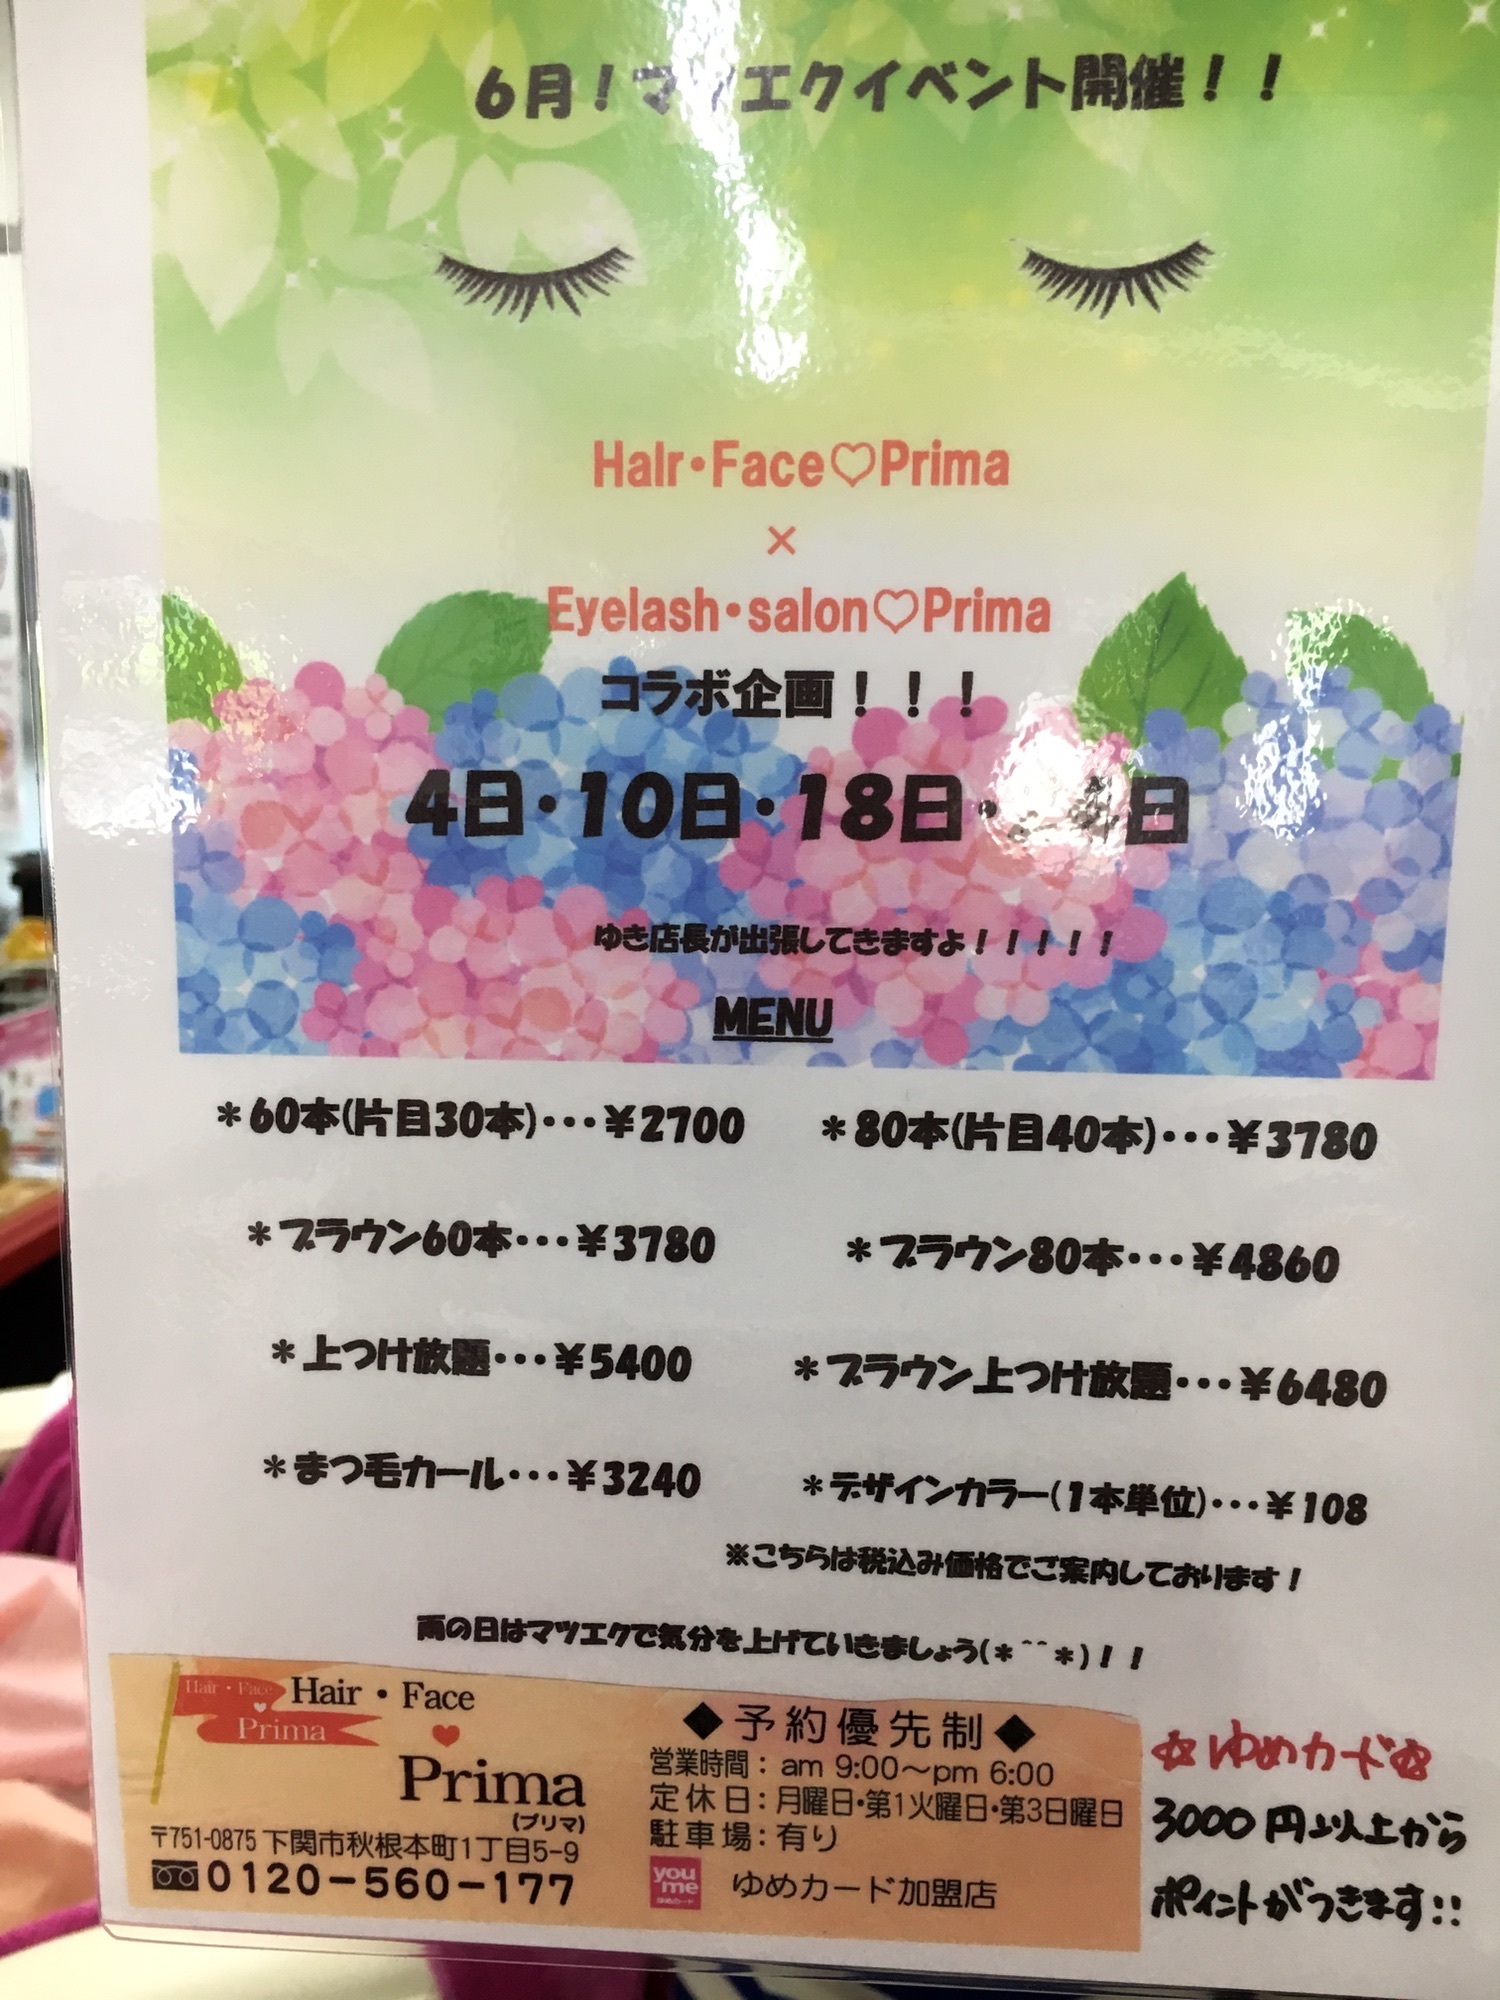 6月！マツエクイベント開催！！
HaIr・Face♡Prima
×
Eyelash・salon♡Prima
コラボ企画！！！
4日・10日・18日・
ゆき店長が出張してきますよ！！！！！
MENU
＊60本(片目30本)・・・¥2700 ＊80本(片目40本)・・・¥3780
＊ブラウン60本・・・¥3780 ＊ブラウン80本・・・¥4860
＊上つけ放題・・・¥5400 ＊ブラウン上つけ放題・・・¥6480
＊まつ毛カール・・・¥3240 ＊デザインカラー(1本単位)・・・¥108
※こちらは税込み価格でご案内しております！
雨の日はマツエクで気分を上げていきましょう(＊＾＾＊)！！
Hair・Face
Prima
Hair・Face
♥
Prima
(プリマ)
〒751-0875 下関市秋根本町1丁目5-9
0120-560-177
◆予約優先制◆
営業時間：am 9:00〜pm 6:00
定休日：月曜日・第1火曜日・第3日曜日
駐車場：有り
you me ゆめカード ゆめカード加盟店
☆ゆめカード☆
3000円以上から
ポイントがつきます!!